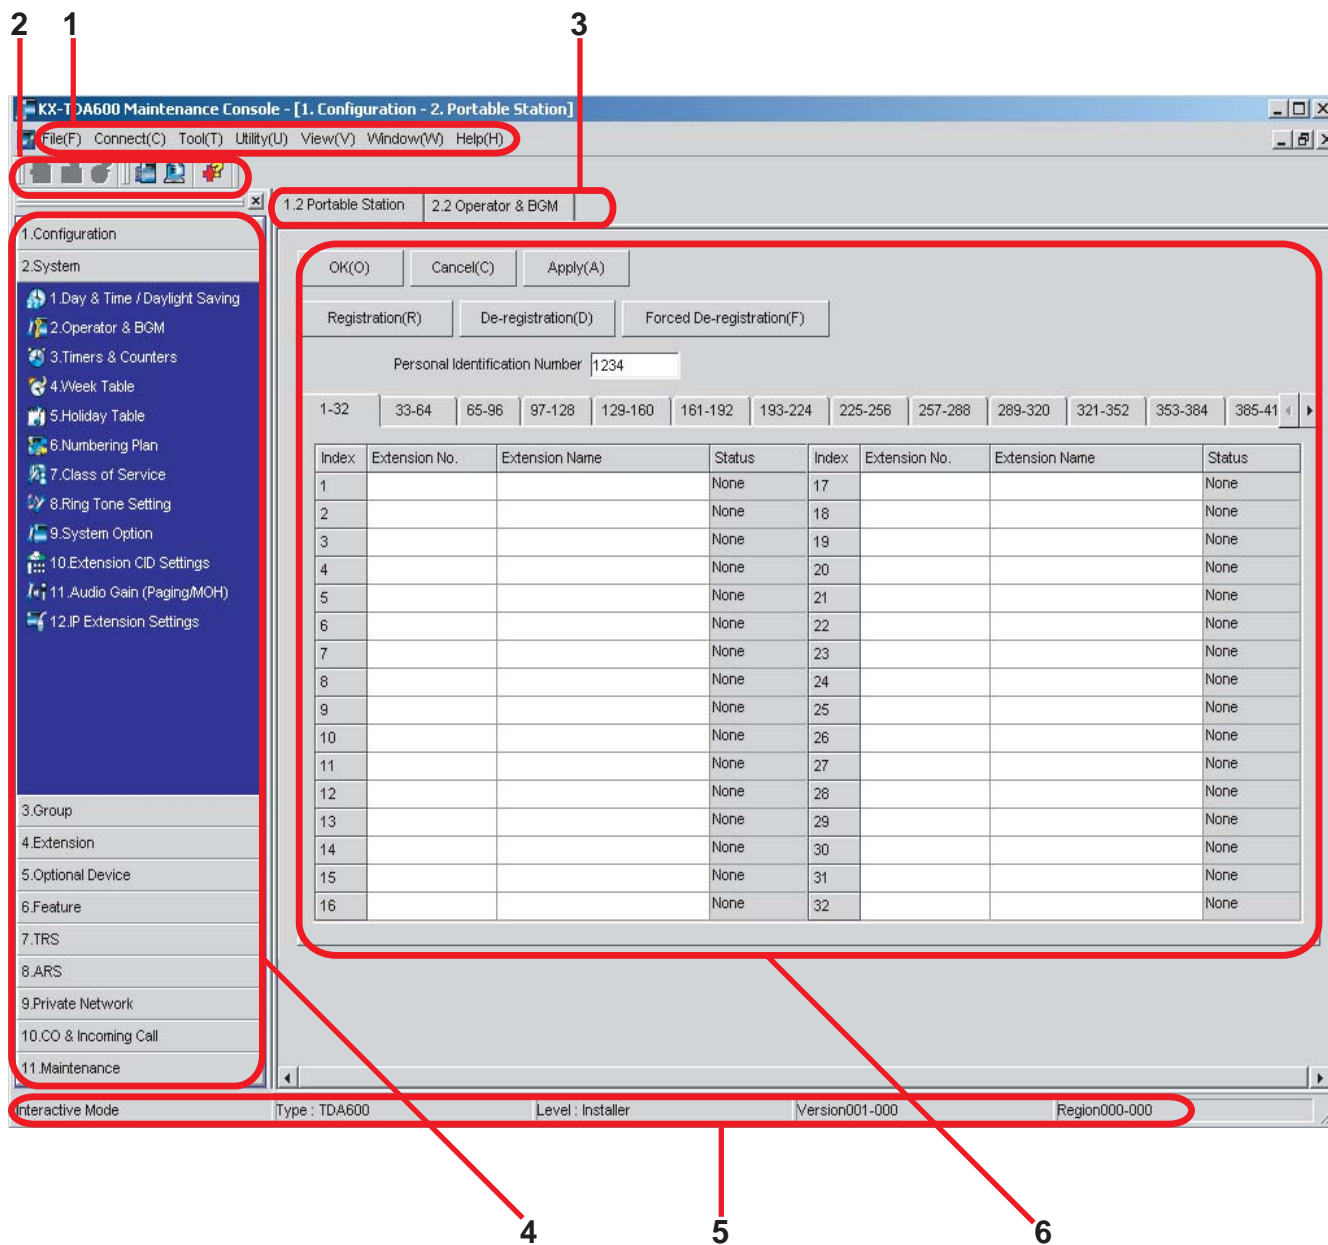 2 1 3
KX-TDA600 Maintenance Console - [1. Configuration - 2. Portable Station]
File(F) Connect(C) Tool(T) Utility(U) View(V) Window(W) Help(H)
1.2 Portable Station 2.2 Operator & BGM
1.Configuration
2.System
1.Day & Time / Daylight Saving
2.Operator & BGM
3.Timers & Counters
4.Week Table
5.Holiday Table
6.Numbering Plan
7.Class of Service
8.Ring Tone Setting
9.System Option
10.Extension CID Settings
11.Audio Gain (Paging/MOH)
12.IP Extension Settings
3.Group
4.Extension
5.Optional Device
6.Feature
7.TRS
8.ARS
9.Private Network
10.CO & Incoming Call
11.Maintenance
OK(O) Cancel(C) Apply(A)
Registration(R) De-registration(D) Forced De-registration(F)
Personal Identification Number 1234
1-32 33-64 65-96 97-128 129-160 161-192 193-224 225-256 257-288 289-320 321-352 353-384 385-41
Index Extension No. Extension Name Status Index Extension No. Extension Name Status
1 None 17 None
2 None 18 None
3 None 19 None
4 None 20 None
5 None 21 None
6 None 22 None
7 None 23 None
8 None 24 None
9 None 25 None
10 None 26 None
11 None 27 None
12 None 28 None
13 None 29 None
14 None 30 None
15 None 31 None
16 None 32 None
Interactive Mode Type : TDA600 Level : Installer Version001-000 Region000-000
4 5 6